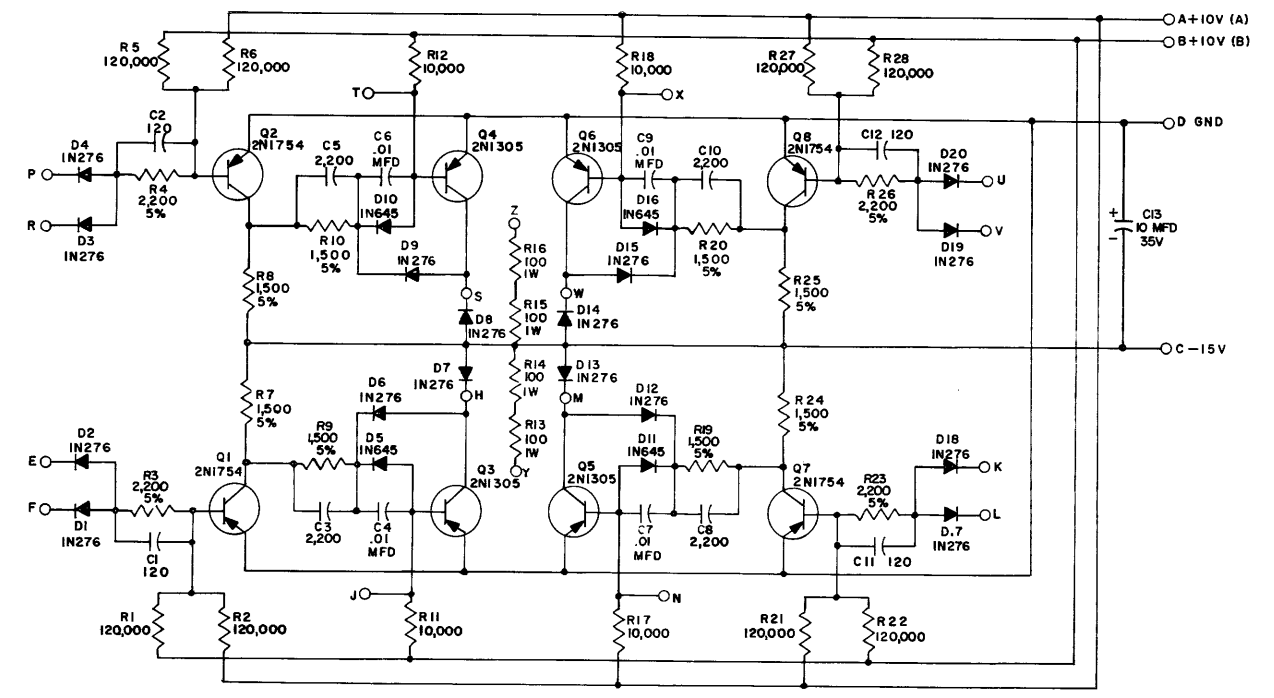 A+10V (A)
B+10V (B)
R5
120,000
R6
120,000
R12
10,000
R18
10,000
R27
120,000
R28
120,000
T
X
C2
120
D4
1N276
P
R4
2,200
5%
R
D3
1N276
Q2
2N1754
C5
2,200
C6
.01
MFD
Q4
2N1305
Q6
2N1305
C9
.01
MFD
C10
2,200
Q8
2N1754
C12 120
D20
1N276
U
D GND
R26
2,200
5%
V
D19
1N276
C13
10 MFD
35V
+
−
D10
1N645
R10
1,500
5%
D9
1N276
Z
R16
100
1W
D16
1N645
D15
1N276
R20
1,500
5%
R8
1,500
5%
S
D8
1N276
R15
100
1W
W
D14
1N276
R25
1,500
5%
C−15V
R7
1,500
5%
D7
1N276
H
R14
100
1W
D13
1N276
M
R24
1,500
5%
D6
1N276
D12
1N276
R13
100
1W
Y
D2
1N276
E
R3
2,200
5%
F
D1
1N276
C1
120
Q1
2N1754
R9
1,500
5%
D5
1N645
Q3
2N1305
Q5
2N1305
D11
1N645
R19
1,500
5%
Q7
2N1754
R23
2,200
5%
D18
1N276
K
L
D.7
1N276
C3
2,200
C4
.01
MFD
C7
.01
MFD
C8
2,200
C11 120
J
N
R1
120,000
R2
120,000
R11
10,000
R17
10,000
R21
120,000
R22
120,000